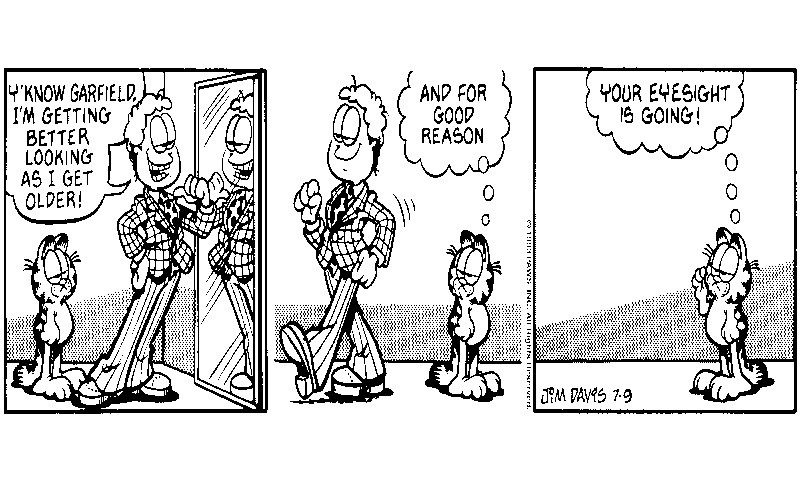 Y'KNOW GARFIELD,
I'M GETTING
BETTER
LOOKING
AS I GET
OLDER!
AND FOR
GOOD
REASON
YOUR EYESIGHT
IS GOING!
JIM DAVIS 7-9